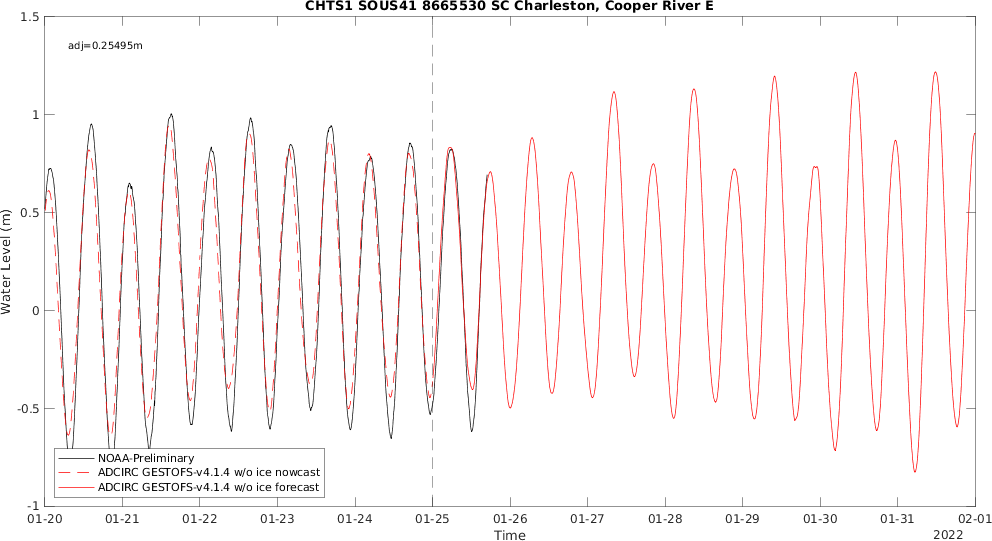 CHTS1 SOUS41 8665530 SC Charleston, Cooper River E
adj=0.25495m
1.5
1
0.5
0
-0.5
-1
Water Level (m)
NOAA-Preliminary
ADCIRC GESTOFS-v4.1.4 w/o ice nowcast
ADCIRC GESTOFS-v4.1.4 w/o ice forecast
01-20 01-21 01-22 01-23 01-24 01-25 01-26 01-27 01-28 01-29 01-30 01-31 02-01
Time
2022